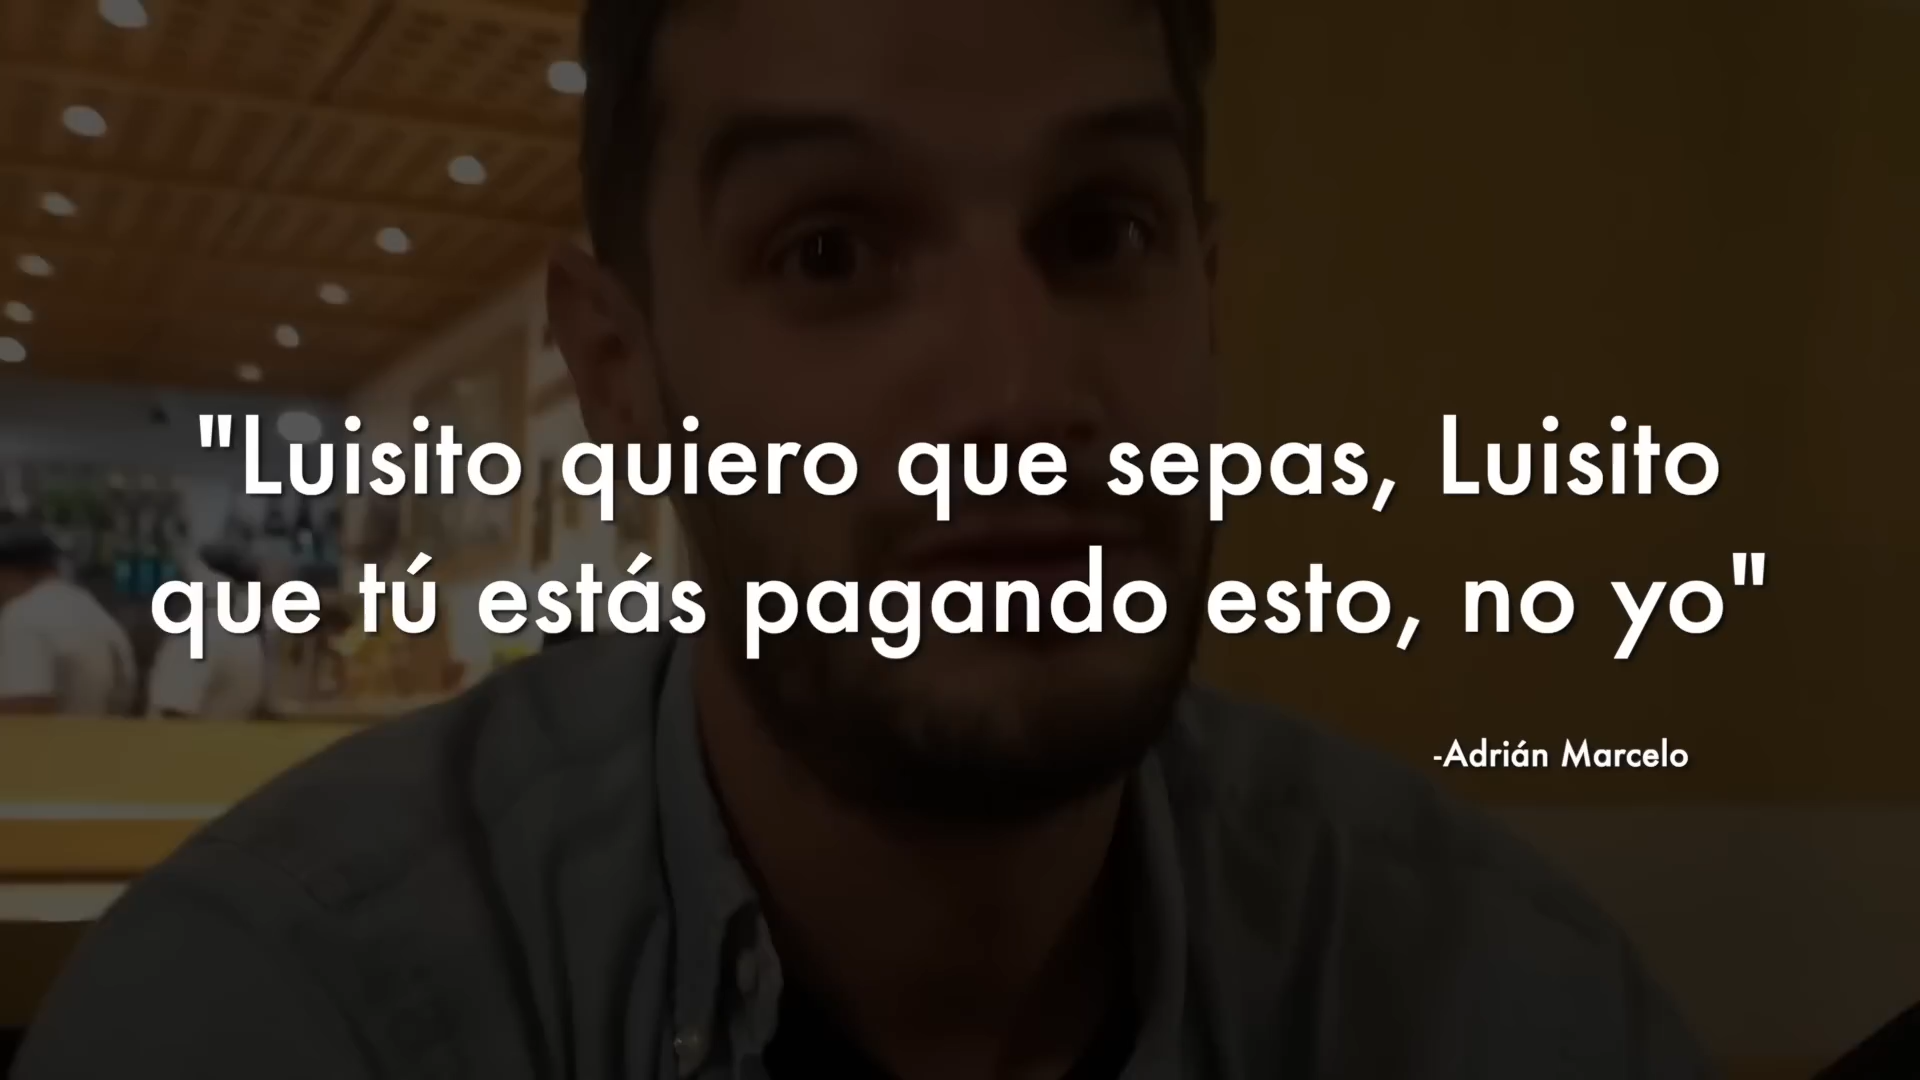 "Luisito quiero que sepas, Luisito
que tú estás pagando esto, no yo"
-Adrián Marcelo